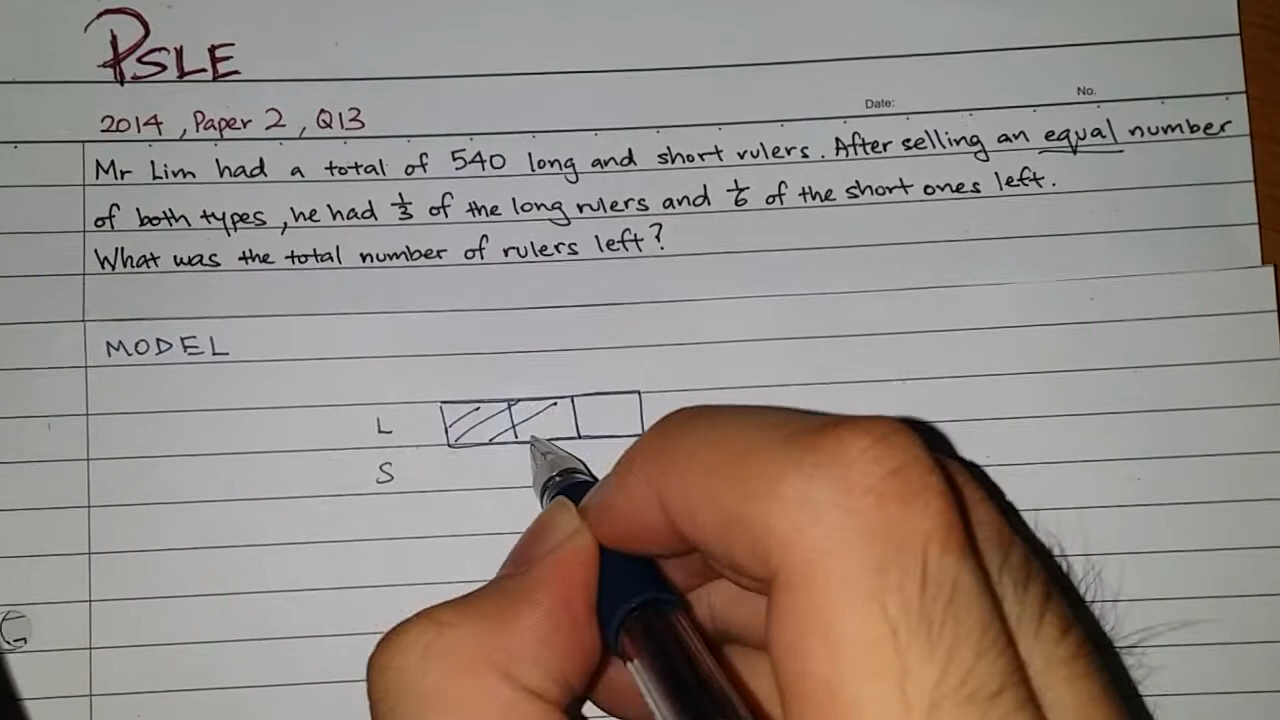 PSLE
Date:
No.
2014, Paper 2, Q13
Mr Lim had a total of 540 long and short rulers. After selling an equal number
of both types, he had 1/3 of the long rulers and 1/6 of the short ones left.
What was the total number of rulers left?
MODEL
L
S
G